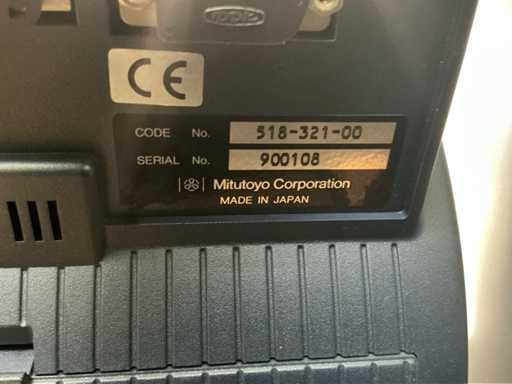 CE
CODE No. 518-321-00
SERIAL No. 900108
Mitutoyo Corporation
MADE IN JAPAN